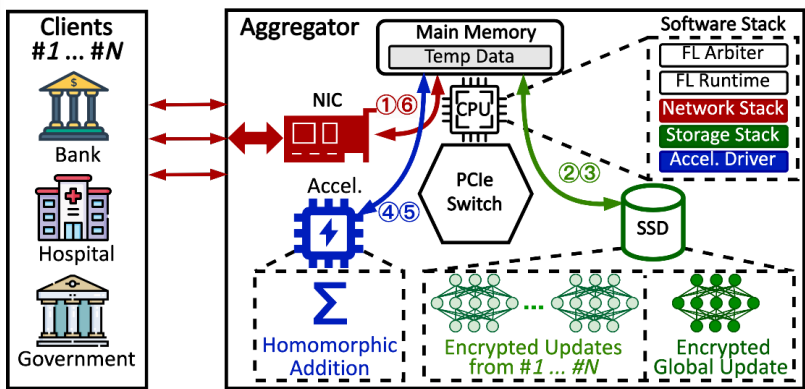 Clients
#1 ... #N
Bank
Hospital
Government
Aggregator
Main Memory
Temp Data
NIC
①⑥
CPU
Accel.
④⑤
PCIe
Switch
②③
SSD
Software Stack
FL Arbiter
FL Runtime
Network Stack
Storage Stack
Accel. Driver
Σ
Homomorphic
Addition
...
Encrypted Updates
from #1 ... #N
Encrypted
Global Update